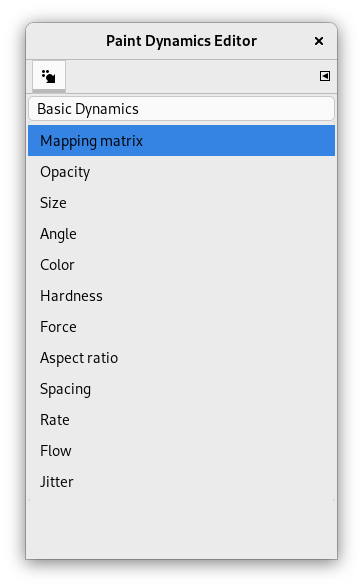 Paint Dynamics Editor
Basic Dynamics
Mapping matrix
Opacity
Size
Angle
Color
Hardness
Force
Aspect ratio
Spacing
Rate
Flow
Jitter